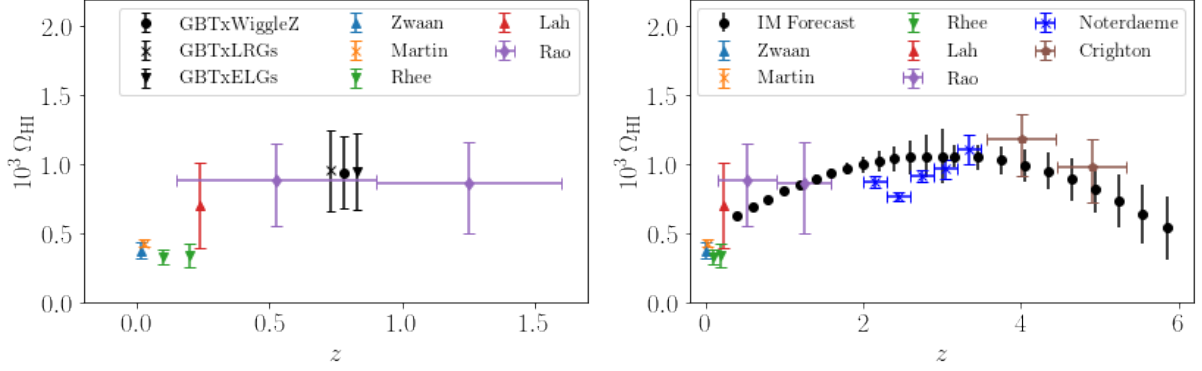 2.0
1.5
1.0
0.5
0.0
10³ Ω_HI
GBTxWiggleZ
GBTxLRGs
GBTxELGs
Zwaan
Martin
Rhee
Lah
Rao
0.0 0.5 1.0 1.5
z
2.0
1.5
1.0
0.5
0.0
10³ Ω_HI
IM Forecast
Zwaan
Martin
Rhee
Lah
Rao
Noterdaeme
Crighton
0 2 4 6
z